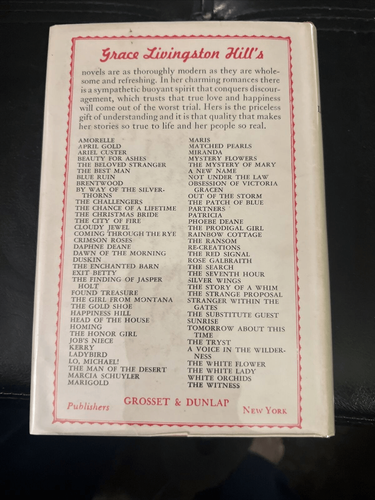 Grace Livingston Hill's
novels are as thoroughly modern as they are whole-
some and refreshing. In her charming romances there
is a sympathetic buoyant spirit that conquers discour-
agement, which trusts that true love and happiness
will come out of the worst trial. Hers is the priceless
gift of understanding and it is that quality that makes
her stories so true to life and her people so real.
AMORELLE
APRIL GOLD
ARIEL CUSTER
BEAUTY FOR ASHES
THE BELOVED STRANGER
THE BEST MAN
BLUE RUIN
BRENTWOOD
BY WAY OF THE SILVER-
THORNS
THE CHALLENGERS
THE CHANCE OF A LIFETIME
THE CHRISTMAS BRIDE
THE CITY OF FIRE
CLOUDY JEWEL
COMING THROUGH THE RYE
CRIMSON ROSES
DAPHNE DEANE
DAWN OF THE MORNING
DUSKIN
THE ENCHANTED BARN
EXIT BETTY
THE FINDING OF JASPER
HOLT
FOUND TREASURE
THE GIRL FROM MONTANA
THE GOLD SHOE
HAPPINESS HILL
HEAD OF THE HOUSE
HOMING
THE HONOR GIRL
JOB'S NIECE
KERRY
LADYBIRD
LO, MICHAEL!
THE MAN OF THE DESERT
MARCIA SCHUYLER
MARIGOLD
MARIS
MATCHED PEARLS
MIRANDA
MYSTERY FLOWERS
THE MYSTERY OF MARY
A NEW NAME
NOT UNDER THE LAW
OBSESSION OF VICTORIA
GRACEN
OUT OF THE STORM
THE PATCH OF BLUE
PARTNERS
PATRICIA
PHOEBE DEANE
THE PRODIGAL GIRL
RAINBOW COTTAGE
THE RANSOM
RE-CREATIONS
THE RED SIGNAL
ROSE GALBRAITH
THE SEARCH
THE SEVENTH HOUR
SILVER WINGS
THE STORY OF A WHIM
THE STRANGE PROPOSAL
STRANGER WITHIN THE
GATES
THE SUBSTITUTE GUEST
SUNRISE
TOMORROW ABOUT THIS
TIME
THE TRYST
A VOICE IN THE WILDER-
NESS
THE WHITE FLOWER
THE WHITE LADY
WHITE ORCHIDS
THE WITNESS
Publishers GROSSET & DUNLAP NEW YORK